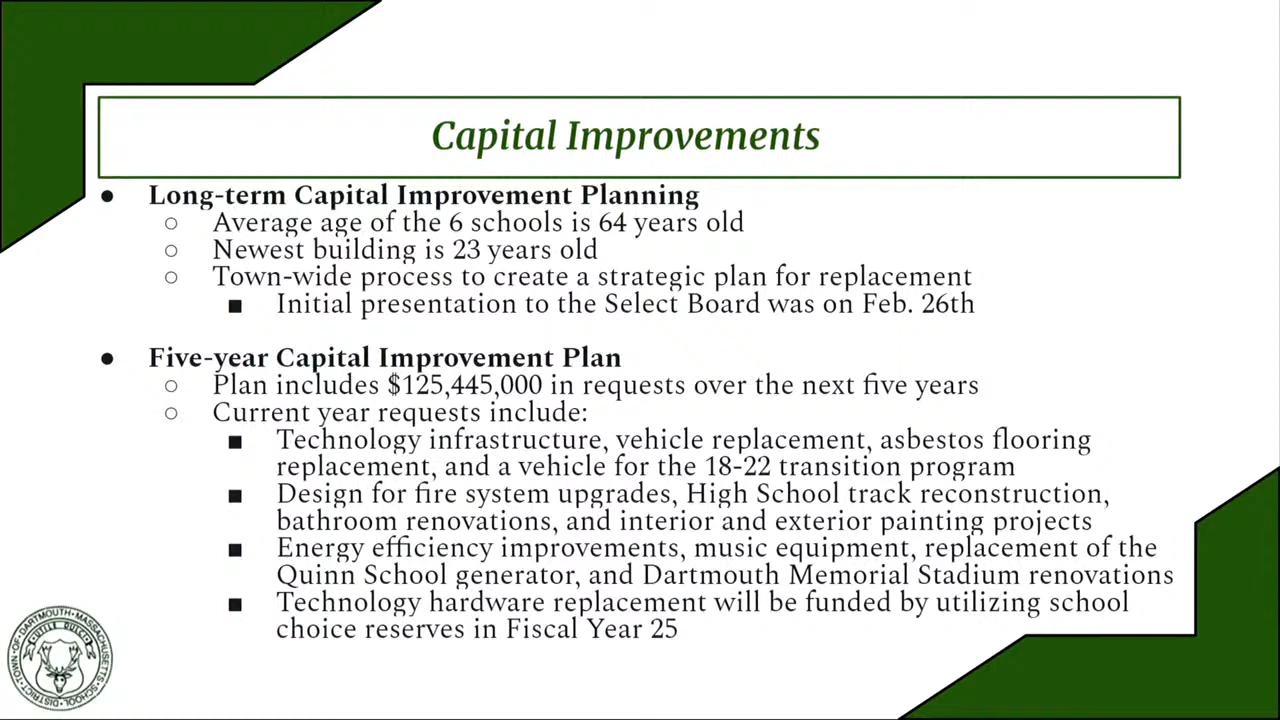 Capital Improvements
● Long-term Capital Improvement Planning
○ Average age of the 6 schools is 64 years old
○ Newest building is 23 years old
○ Town-wide process to create a strategic plan for replacement
■ Initial presentation to the Select Board was on Feb. 26th
● Five-year Capital Improvement Plan
○ Plan includes $125,445,000 in requests over the next five years
○ Current year requests include:
■ Technology infrastructure, vehicle replacement, asbestos flooring
replacement, and a vehicle for the 18-22 transition program
■ Design for fire system upgrades, High School track reconstruction,
bathroom renovations, and interior and exterior painting projects
■ Energy efficiency improvements, music equipment, replacement of the
Quinn School generator, and Dartmouth Memorial Stadium renovations
■ Technology hardware replacement will be funded by utilizing school
choice reserves in Fiscal Year 25
TOWN·OF·DARTMOUTH·MASSACHUSETTS·SCHOOL·DISTRICT